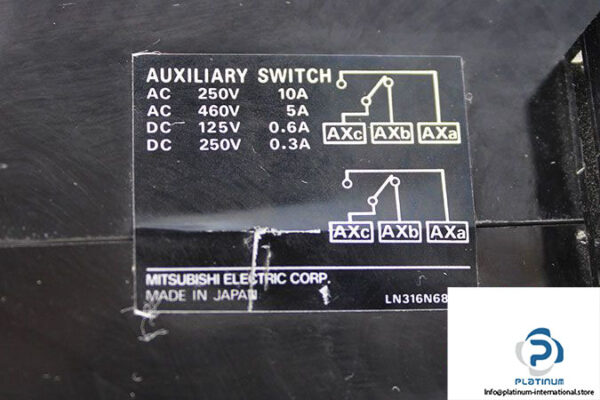 AUXILIARY SWITCH
AC 250V 10A
AC 460V 5A
DC 125V 0.6A
DC 250V 0.3A
AXc AXb AXa
AXc AXb AXa
MITSUBISHI ELECTRIC CORP.
MADE IN JAPAN
PLATINUM
Info@platinum-international.store